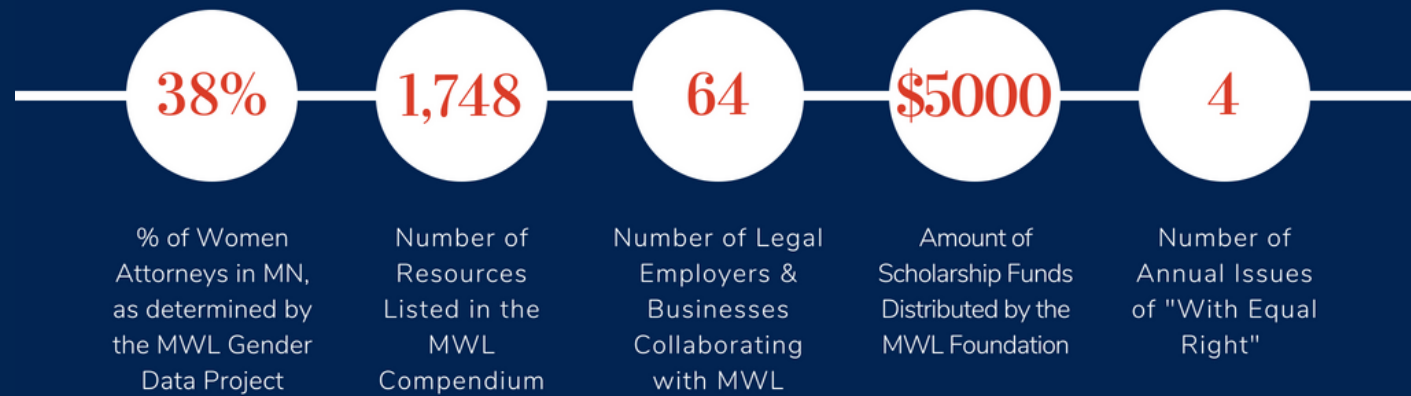 38%
1,748
64
$5000
4
% of Women
Attorneys in MN,
as determined by
the MWL Gender
Data Project
Number of
Resources
Listed in the
MWL
Compendium
Number of Legal
Employers &
Businesses
Collaborating
with MWL
Amount of
Scholarship Funds
Distributed by the
MWL Foundation
Number of
Annual Issues
of "With Equal
Right"